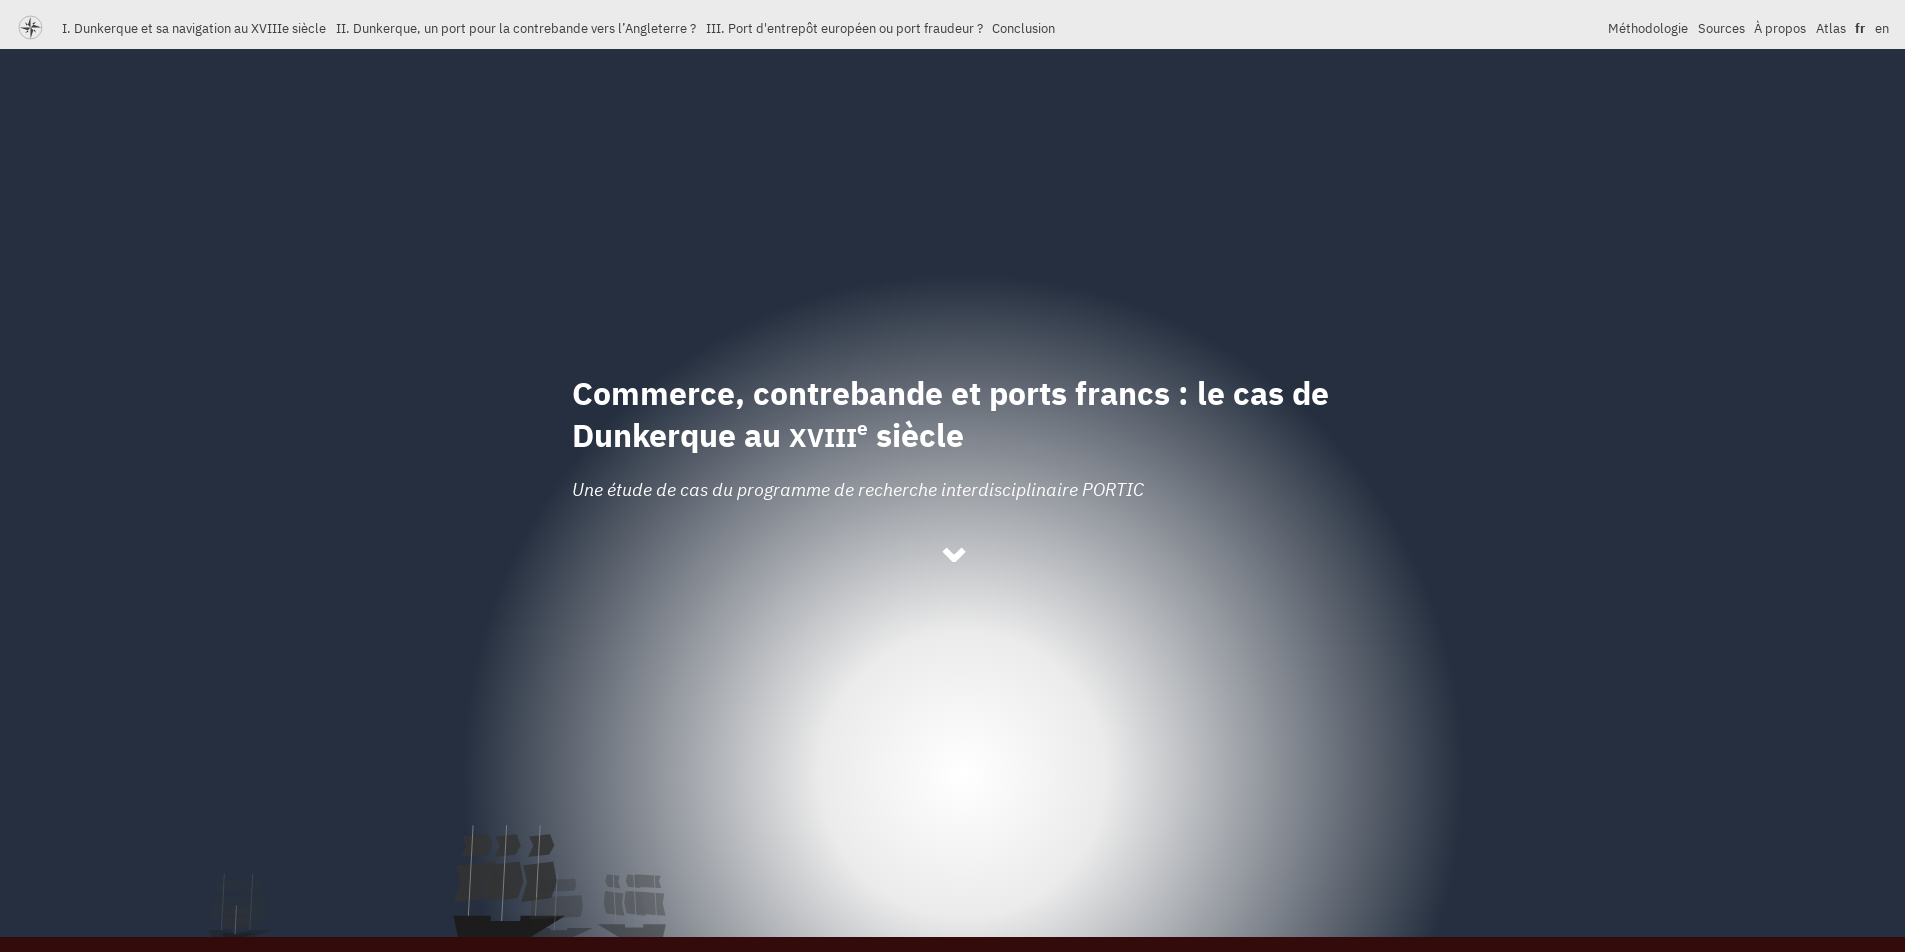 I. Dunkerque et sa navigation au XVIIIe siècle II. Dunkerque, un port pour la contrebande vers l’Angleterre ? III. Port d'entrepôt européen ou port fraudeur ? Conclusion Méthodologie Sources À propos Atlas fr en
Commerce, contrebande et ports francs : le cas de
Dunkerque au XVIIIe siècle
Une étude de cas du programme de recherche interdisciplinaire PORTIC